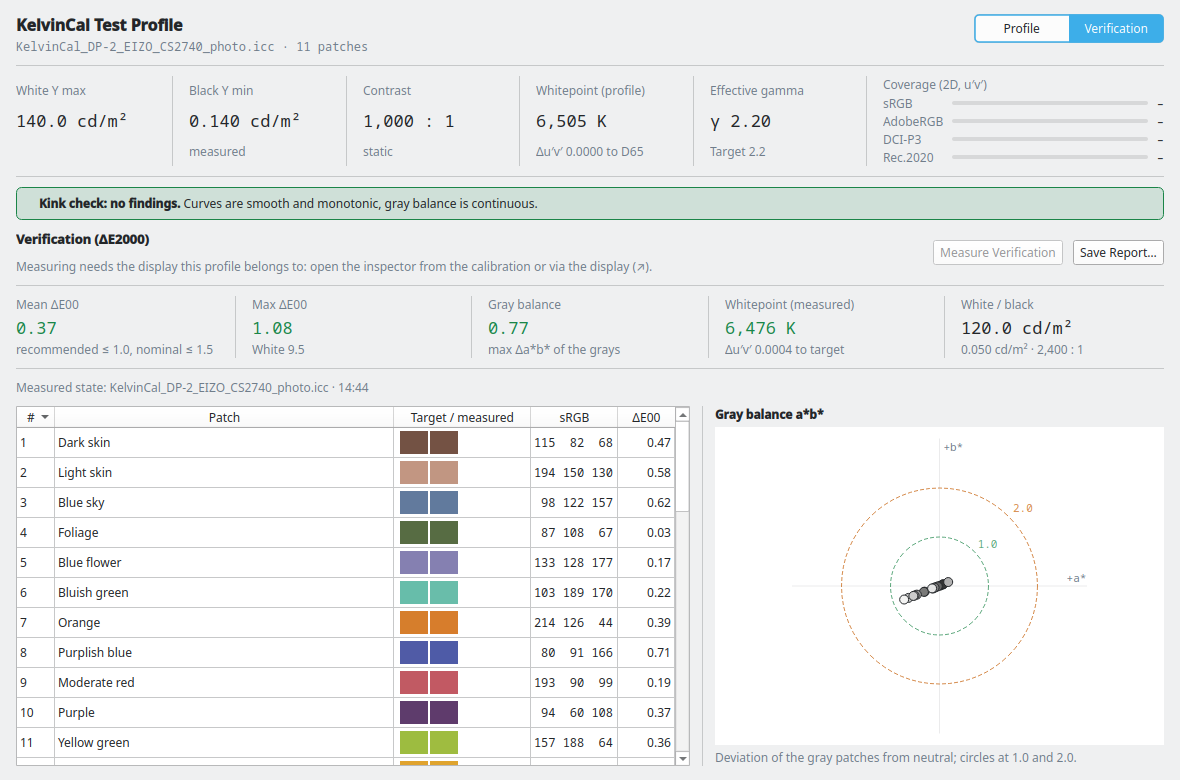 KelvinCal Test Profile
KelvinCal_DP-2_EIZO_CS2740_photo.icc · 11 patches
Profile
Verification
White Y max
140.0 cd/m²
Black Y min
0.140 cd/m²
measured
Contrast
1,000 : 1
static
Whitepoint (profile)
6,505 K
Δu′v′ 0.0000 to D65
Effective gamma
γ 2.20
Target 2.2
Coverage (2D, u′v′)
sRGB –
AdobeRGB –
DCI-P3 –
Rec.2020 –
Kink check: no findings. Curves are smooth and monotonic, gray balance is continuous.
Verification (ΔE2000)
Measuring needs the display this profile belongs to: open the inspector from the calibration or via the display (↗).
Measure Verification
Save Report...
Mean ΔE00
0.37
recommended ≤ 1.0, nominal ≤ 1.5
Max ΔE00
1.08
White 9.5
Gray balance
0.77
max Δa*b* of the grays
Whitepoint (measured)
6,476 K
Δu′v′ 0.0004 to target
White / black
120.0 cd/m²
0.050 cd/m² · 2,400 : 1
Measured state: KelvinCal_DP-2_EIZO_CS2740_photo.icc · 14:44
# Patch Target / measured sRGB ΔE00
1 Dark skin 115 82 68 0.47
2 Light skin 194 150 130 0.58
3 Blue sky 98 122 157 0.62
4 Foliage 87 108 67 0.03
5 Blue flower 133 128 177 0.17
6 Bluish green 103 189 170 0.22
7 Orange 214 126 44 0.39
8 Purplish blue 80 91 166 0.71
9 Moderate red 193 90 99 0.19
10 Purple 94 60 108 0.37
11 Yellow green 157 188 64 0.36
Gray balance a*b*
+b*
2.0
1.0
+a*
Deviation of the gray patches from neutral; circles at 1.0 and 2.0.